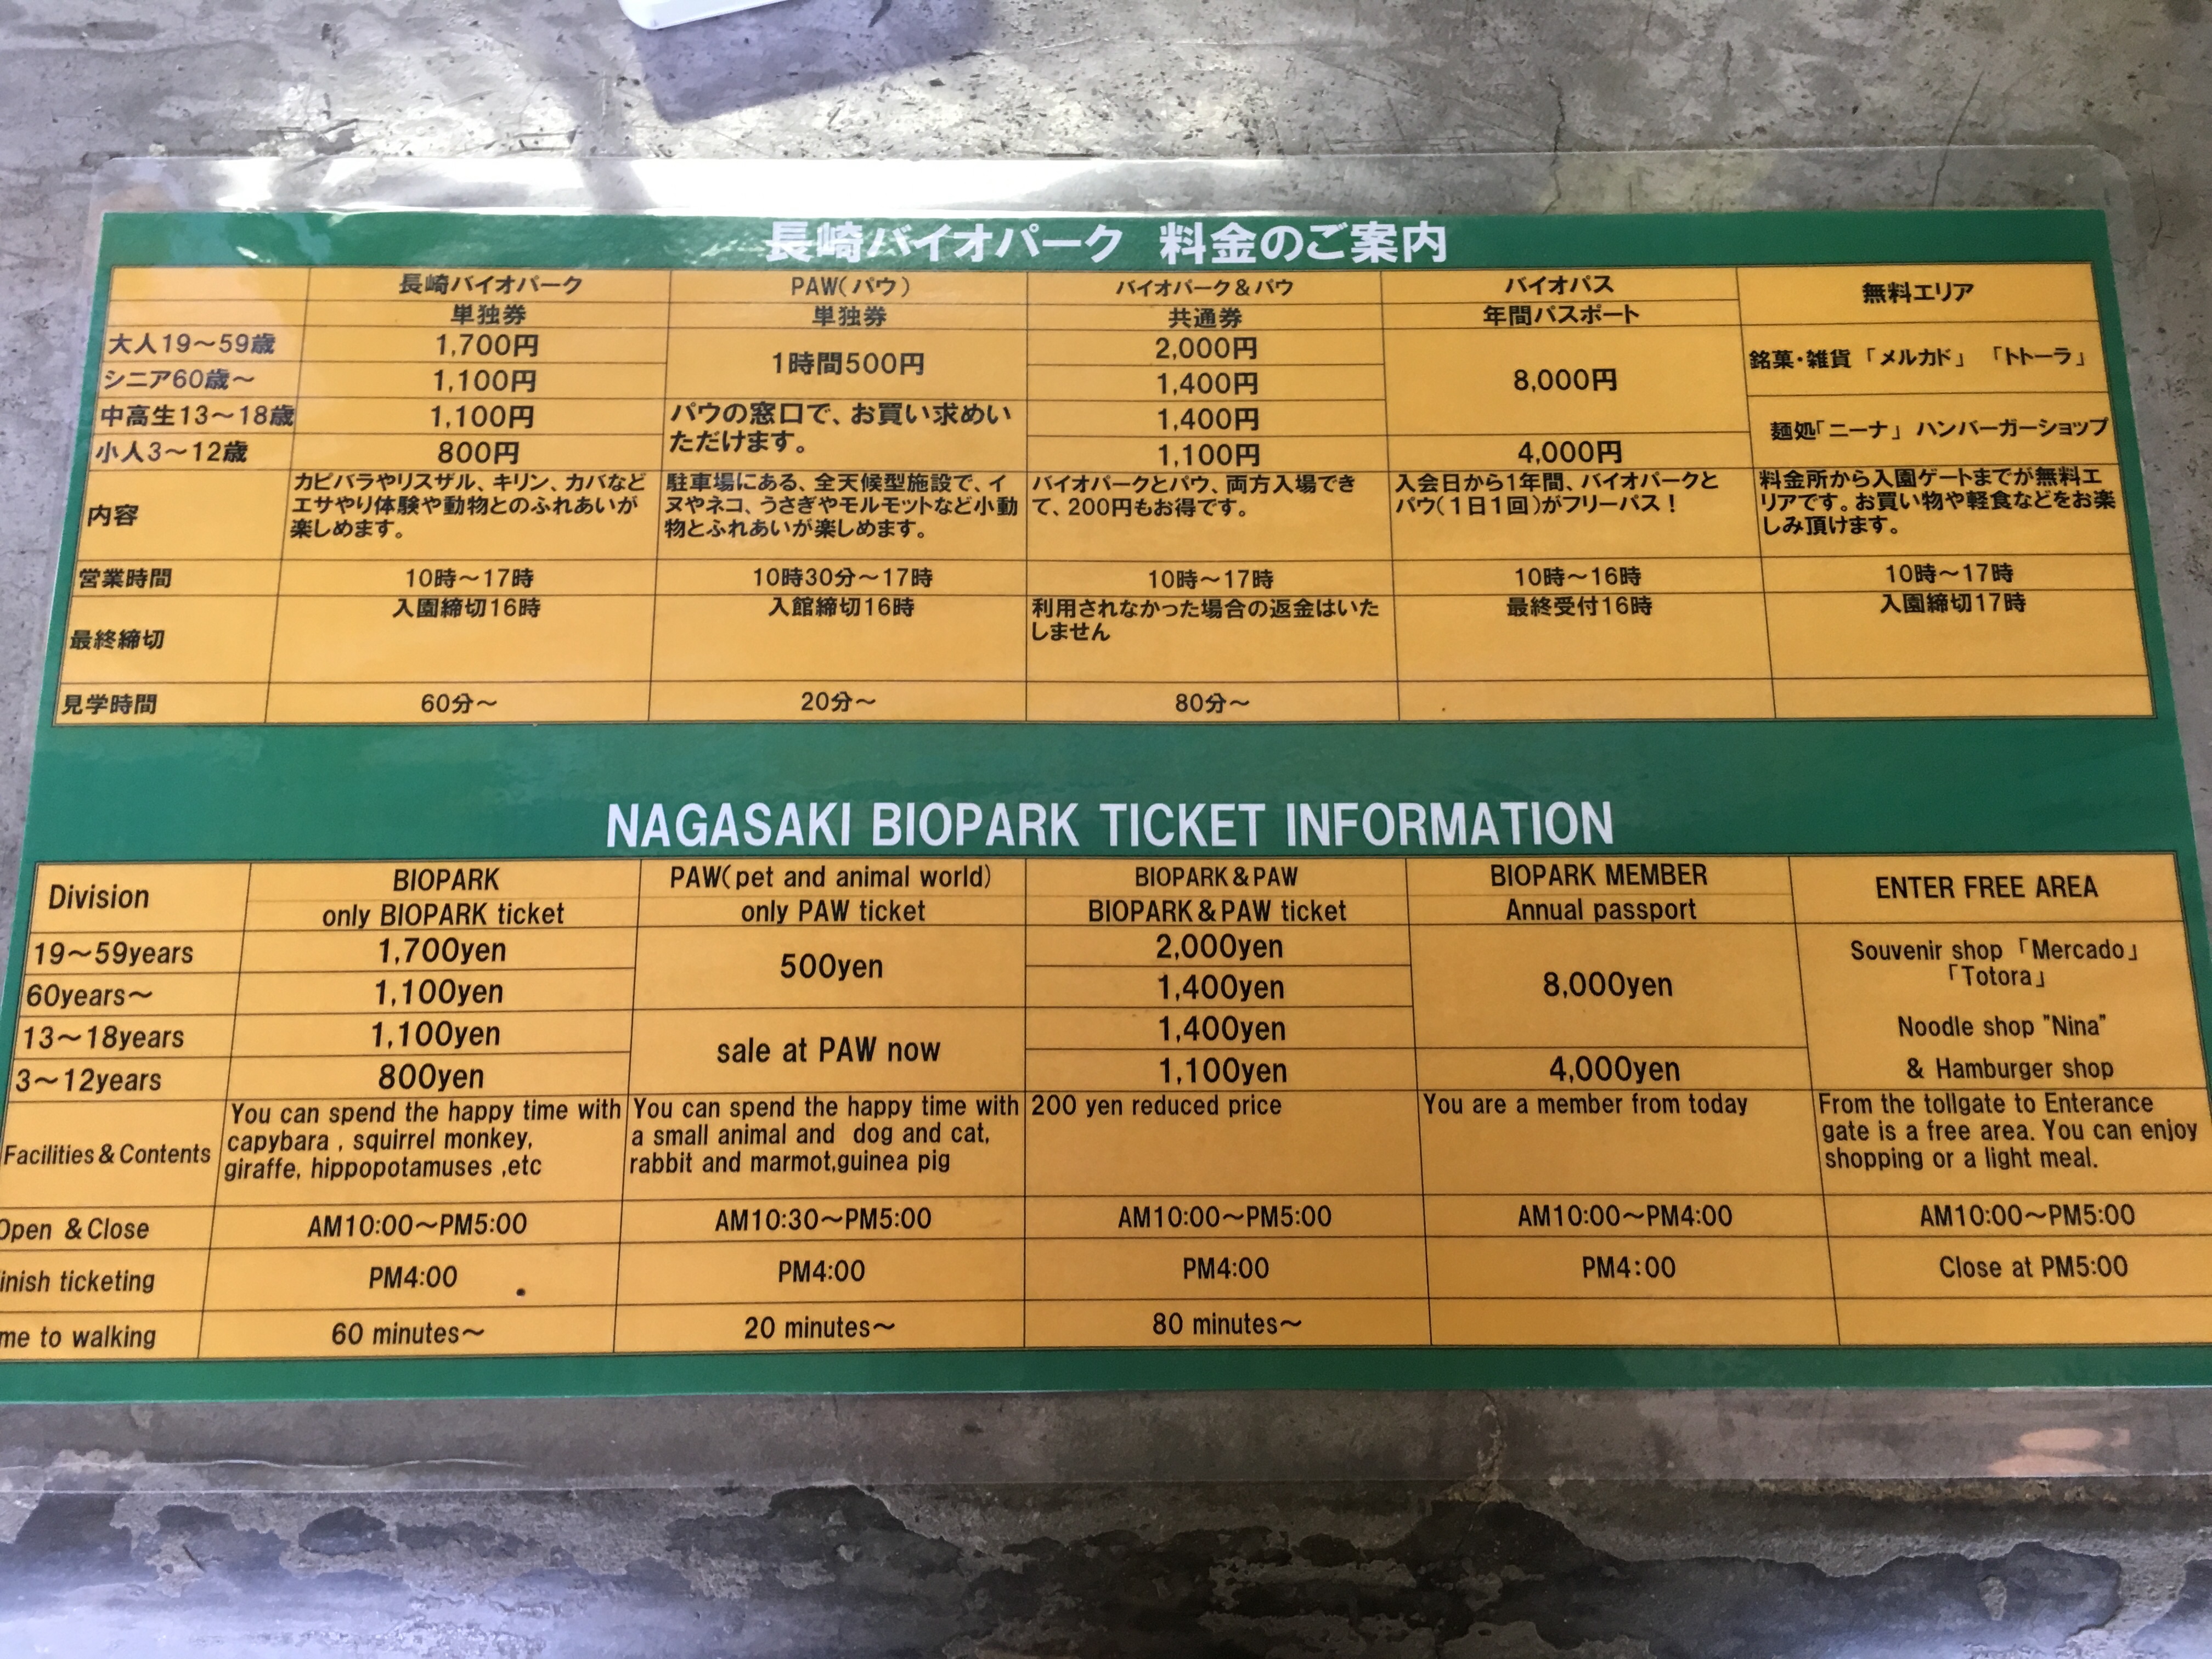 長崎バイオパーク 料金のご案内
長崎バイオパーク PAW(パウ) バイオパーク&パウ バイオパス 無料エリア
単独券 単独券 共通券 年間パスポート
大人19～59歳 1,700円 1時間500円 2,000円 8,000円 銘菓・雑貨「メルカド」「トトーラ」
シニア60歳～ 1,100円 1,400円
中高生13～18歳 1,100円 パウの窓口で、お買い求めい 1,400円 麺処「ニーナ」 ハンバーガーショップ
ただけます。
小人3～12歳 800円 1,100円 4,000円
内容
カピバラやリスザル、キリン、カバなど
エサやり体験や動物とのふれあいが
楽しめます。
駐車場にある、全天候型施設で、イ
ヌやネコ、うさぎやモルモットなど小動
物とふれあいが楽しめます。
バイオパークとパウ、両方入場でき
て、200円もお得です。
入会日から1年間、バイオパークと
パウ(1日1回)がフリーパス!
料金所から入園ゲートまでが無料エ
リアです。お買い物や軽食などをお楽
しみ頂けます。
営業時間 10時～17時 10時30分～17時 10時～17時 10時～16時 10時～17時
最終締切 入園締切16時 入館締切16時 利用されなかった場合の返金はいた 最終受付16時 入園締切17時
しません
見学時間 60分～ 20分～ 80分～
NAGASAKI BIOPARK TICKET INFORMATION
Division BIOPARK PAW(pet and animal world) BIOPARK&PAW BIOPARK MEMBER ENTER FREE AREA
only BIOPARK ticket only PAW ticket BIOPARK&PAW ticket Annual passport
19～59years 1,700yen 500yen 2,000yen 8,000yen Souvenir shop 「Mercado」
「Totora」
60years～ 1,100yen 1,400yen
13～18years 1,100yen sale at PAW now 1,400yen Noodle shop "Nina"
3～12years 800yen 1,100yen 4,000yen & Hamburger shop
Facilities&Contents
You can spend the happy time with
capybara , squirrel monkey,
giraffe, hippopotamuses ,etc
You can spend the happy time with
a small animal and dog and cat,
rabbit and marmot,guinea pig
200 yen reduced price
You are a member from today
From the tollgate to Enterance
gate is a free area. You can enjoy
shopping or a light meal.
Open &Close AM10:00～PM5:00 AM10:30～PM5:00 AM10:00～PM5:00 AM10:00～PM4:00 AM10:00～PM5:00
inish ticketing PM4:00 PM4:00 PM4:00 PM4:00 Close at PM5:00
me to walking 60 minutes～ 20 minutes～ 80 minutes～